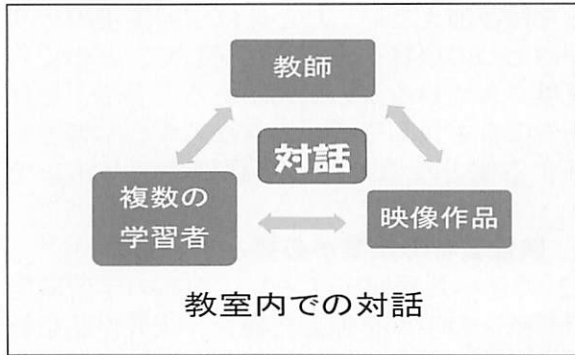 教師
対話
複数の
学習者
映像作品
教室内での対話